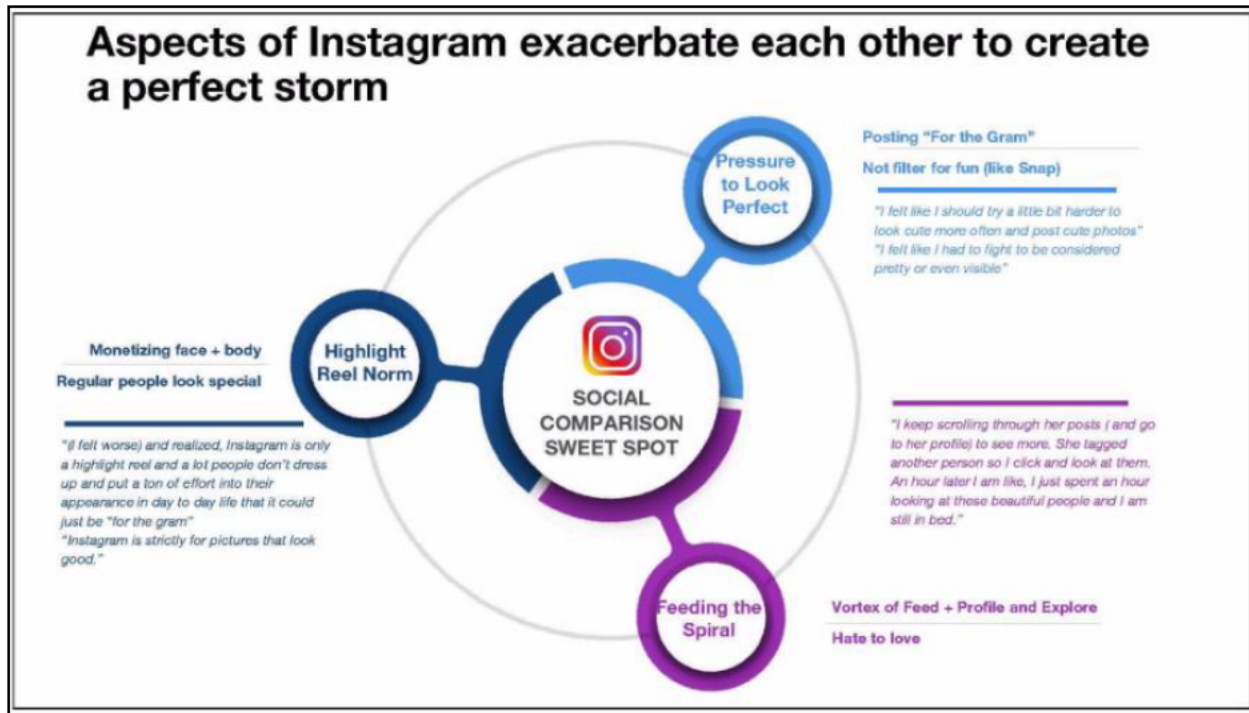 Aspects of Instagram exacerbate each other to create
a perfect storm
Pressure
to Look
Perfect
Posting "For the Gram"
Not filter for fun (like Snap)
"I felt like I should try a little bit harder to
look cute more often and post cute photos"
"I felt like I had to fight to be considered
pretty or even visible"
Highlight
Reel Norm
Monetizing face + body
Regular people look special
"(I felt worse) and realized, Instagram is only
a highlight reel and a lot people don't dress
up and put a ton of effort into their
appearance in day to day life that it could
just be "for the gram"
"Instagram is strictly for pictures that look
good."
SOCIAL
COMPARISON
SWEET SPOT
"I keep scrolling through her posts ( and go
to her profile) to see more. She tagged
another person so I click and look at them.
An hour later I am like, I just spent an hour
looking at these beautiful people and I am
still in bed."
Feeding the
Spiral
Vortex of Feed + Profile and Explore
Hate to love